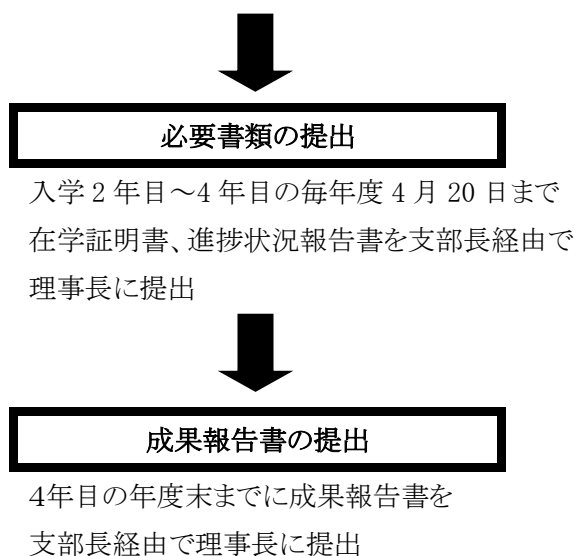 必要書類の提出
入学２年目～4 年目の毎年度 4 月 20 日まで
在学証明書、進捗状況報告書を支部長経由で
理事長に提出
成果報告書の提出
４年目の年度末までに成果報告書を
支部長経由で理事長に提出